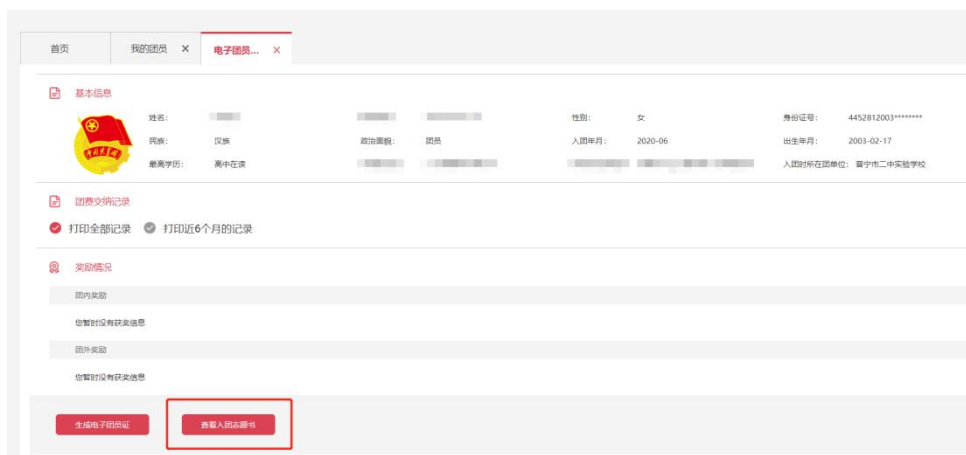 首页 我的团员 × 电子团员... ×
基本信息
姓名: 性别: 女 身份证号: 4452812003********
民族: 汉族 政治面貌: 团员 入团年月: 2020-06 出生年月: 2003-02-17
最高学历: 高中在读 入团时所在团单位: 普宁市二中实验学校
团费交纳记录
打印全部记录 打印近6个月的记录
奖励情况
团内奖励
您暂时没有获奖信息
团外奖励
您暂时没有获奖信息
生成电子团员证 查看入团志愿书